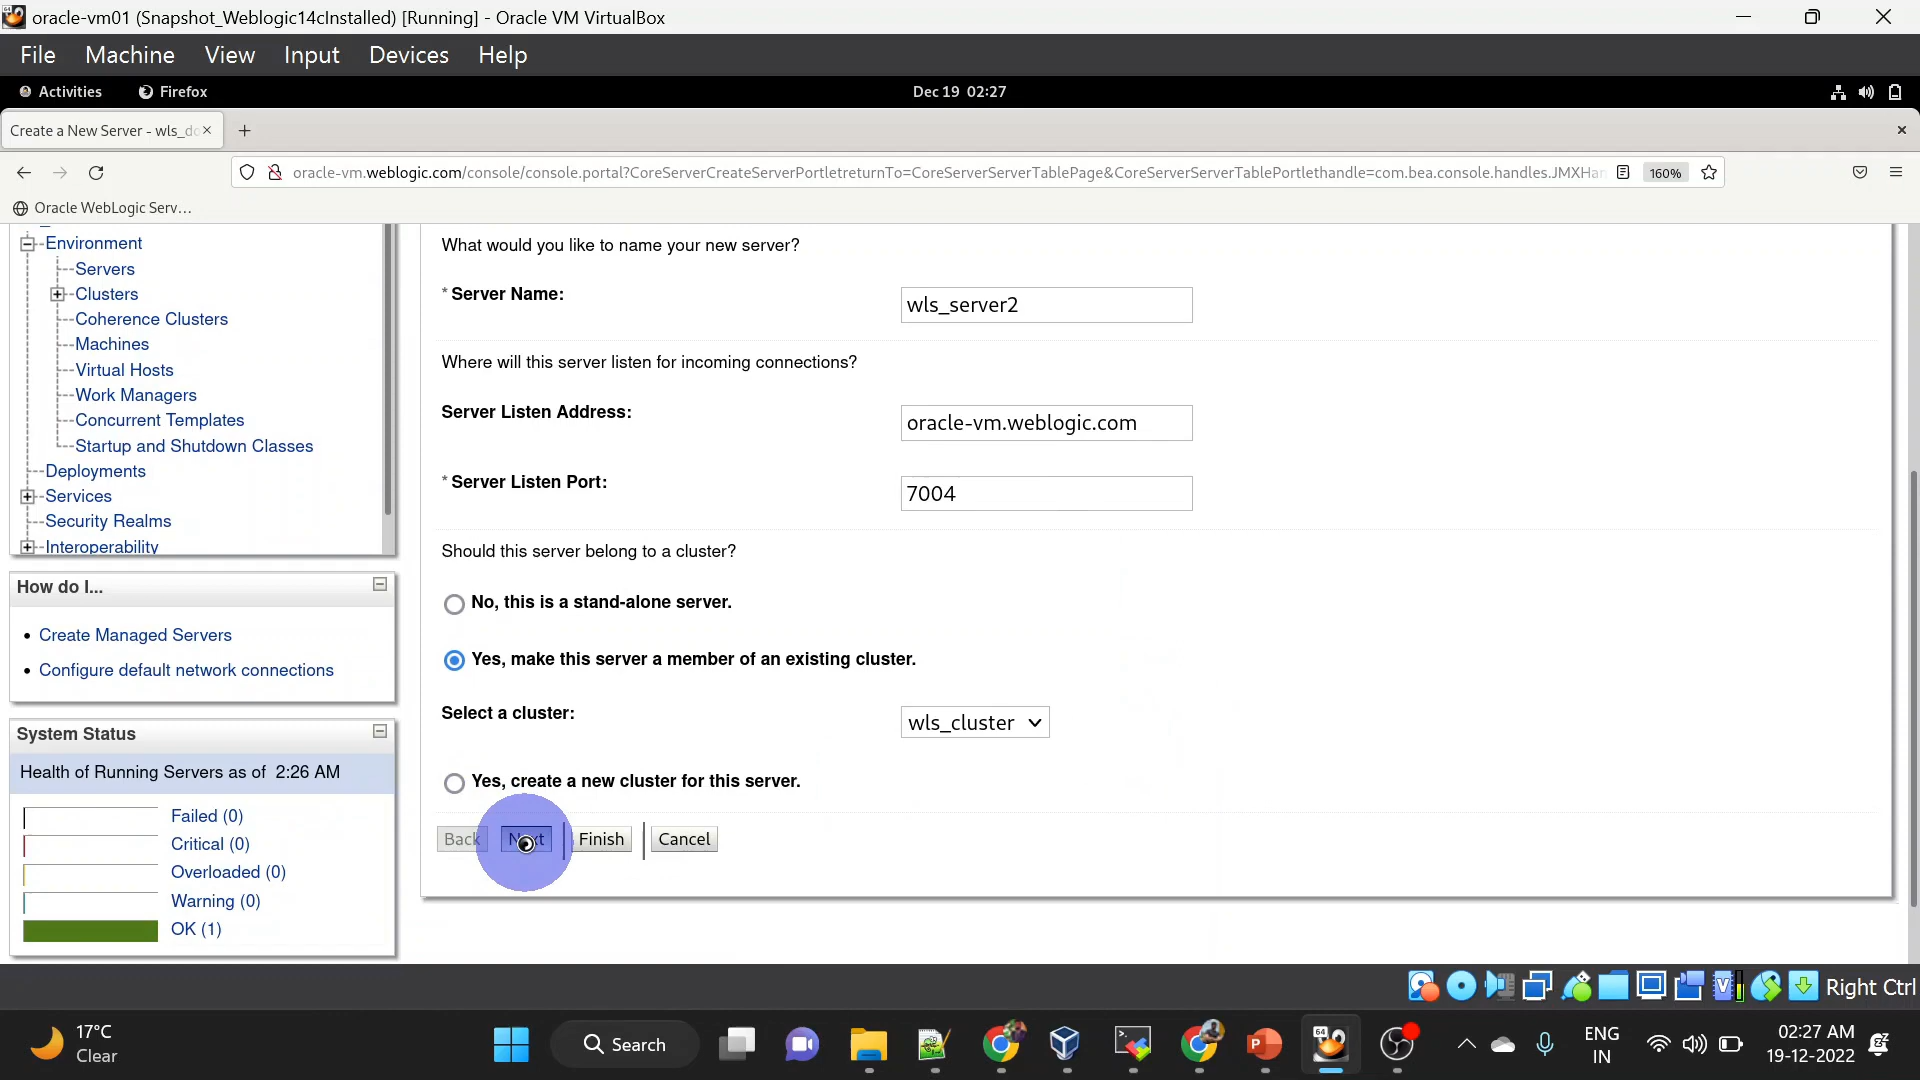 oracle-vm01 (Snapshot_Weblogic14cInstalled) [Running] - Oracle VM VirtualBox
File Machine View Input Devices Help
Activities Firefox Dec 19 02:27
Create a New Server - wls_do
oracle-vm.weblogic.com/console/console.portal?CoreServerCreateServerPortletreturnTo=CoreServerServerTablePage&CoreServerServerTablePortlethandle=com.bea.console.handles.JMXHan 160%
Oracle WebLogic Serv...
Environment
Servers
Clusters
Coherence Clusters
Machines
Virtual Hosts
Work Managers
Concurrent Templates
Startup and Shutdown Classes
Deployments
Services
Security Realms
Interoperability
How do I...
Create Managed Servers
Configure default network connections
System Status
Health of Running Servers as of 2:26 AM
Failed (0)
Critical (0)
Overloaded (0)
Warning (0)
OK (1)
What would you like to name your new server?
* Server Name: wls_server2
Where will this server listen for incoming connections?
Server Listen Address: oracle-vm.weblogic.com
* Server Listen Port: 7004
Should this server belong to a cluster?
No, this is a stand-alone server.
Yes, make this server a member of an existing cluster.
Select a cluster: wls_cluster
Yes, create a new cluster for this server.
Back Next Finish Cancel
Right Ctrl
17°C
Clear
Search
64
ENG
IN
02:27 AM
19-12-2022